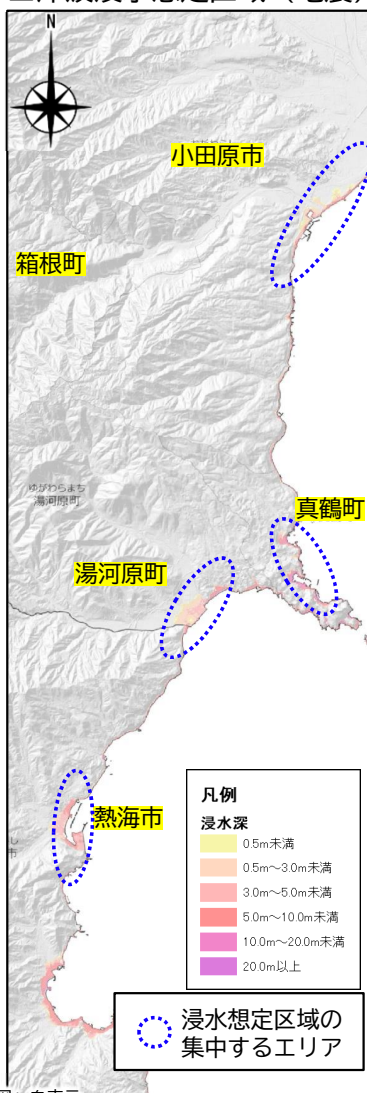 N
小田原市
箱根町
ゆがわらまち
湯河原町
真鶴町
湯河原町
熱海市
市
凡例
浸水深
0.5m未満
0.5m～3.0m未満
3.0m～5.0m未満
5.0m～10.0m未満
10.0m～20.0m未満
20.0m以上
浸水想定区域の
集中するエリア